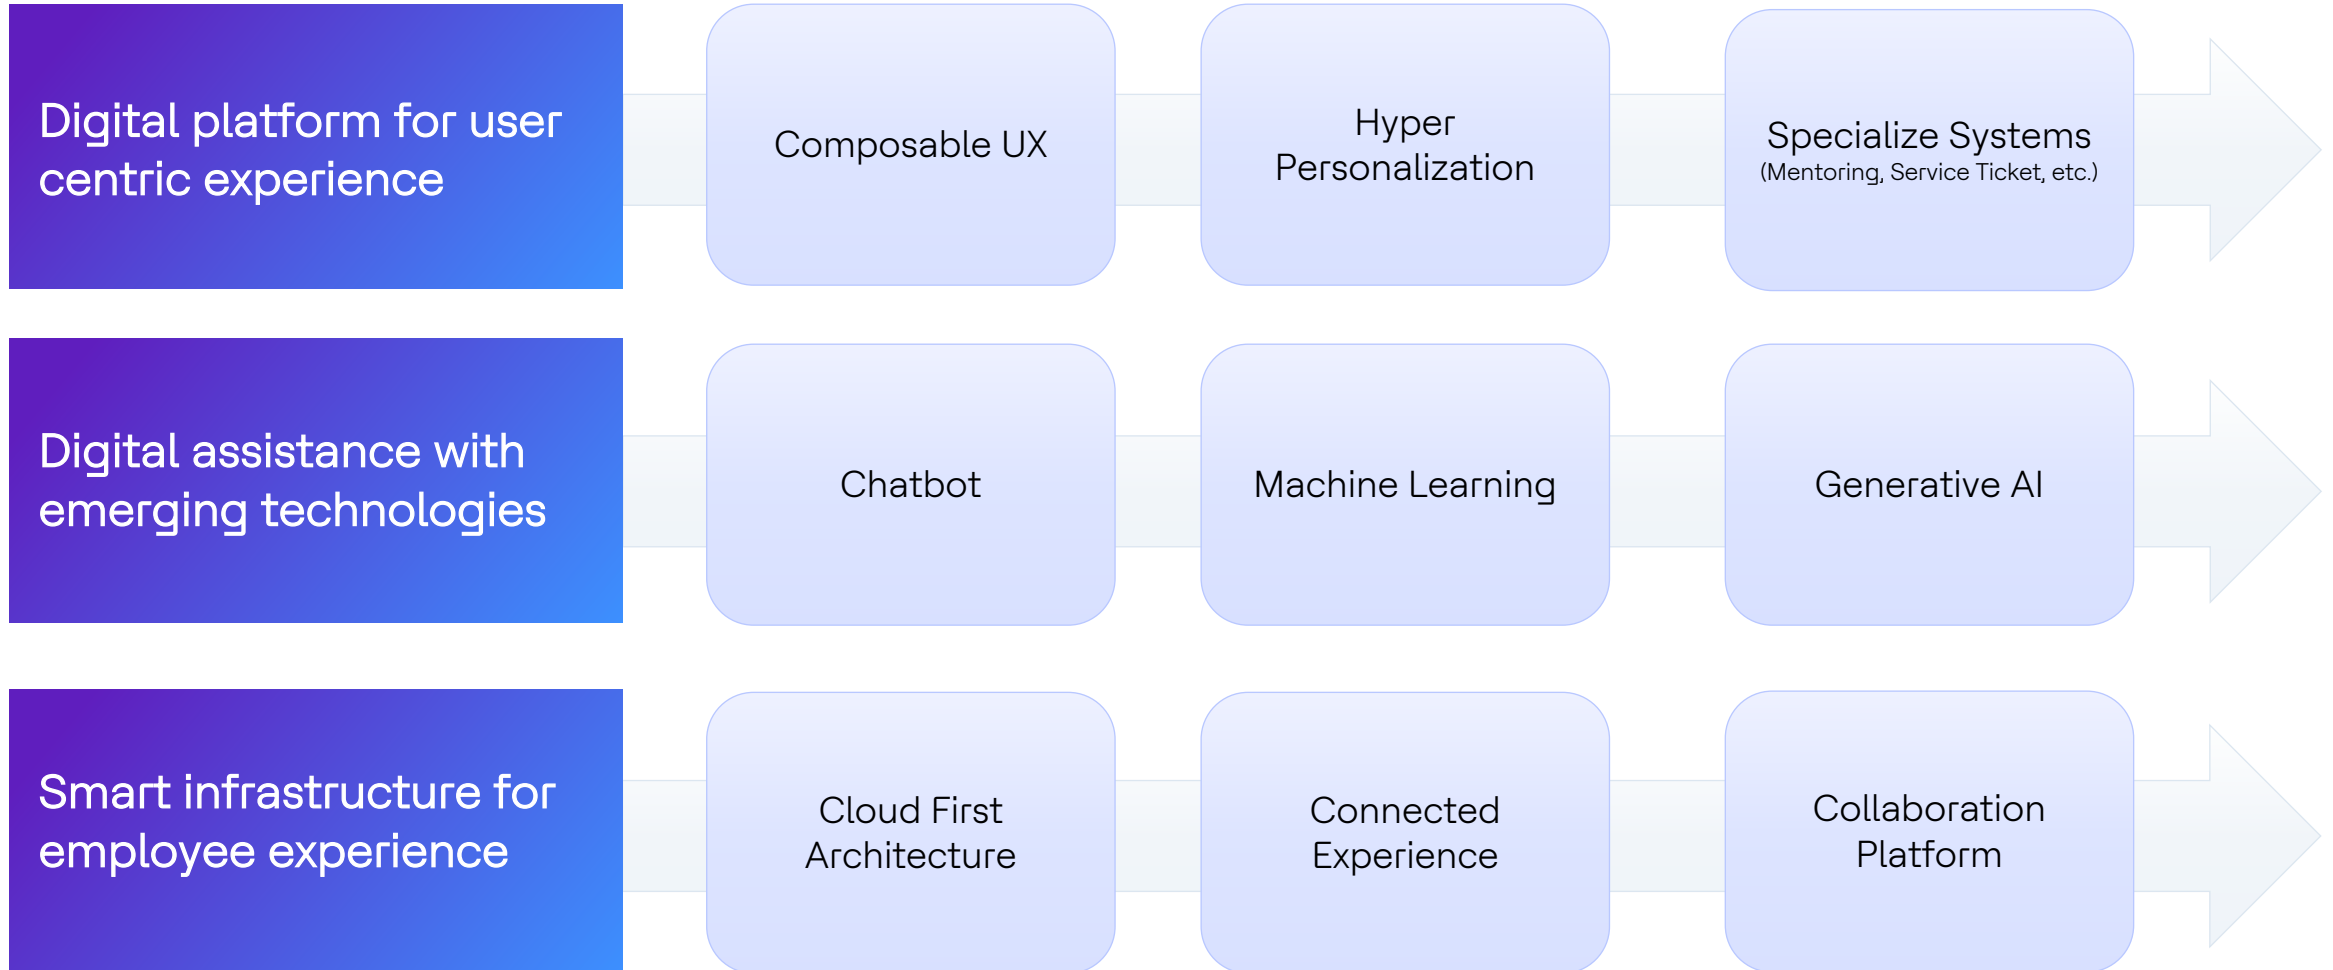 Digital platform for user
centric experience
Composable UX
Hyper
Personalization
Specialize Systems
(Mentoring, Service Ticket, etc.)
Digital assistance with
emerging technologies
Chatbot
Machine Learning
Generative AI
Smart infrastructure for
employee experience
Cloud First
Architecture
Connected
Experience
Collaboration
Platform